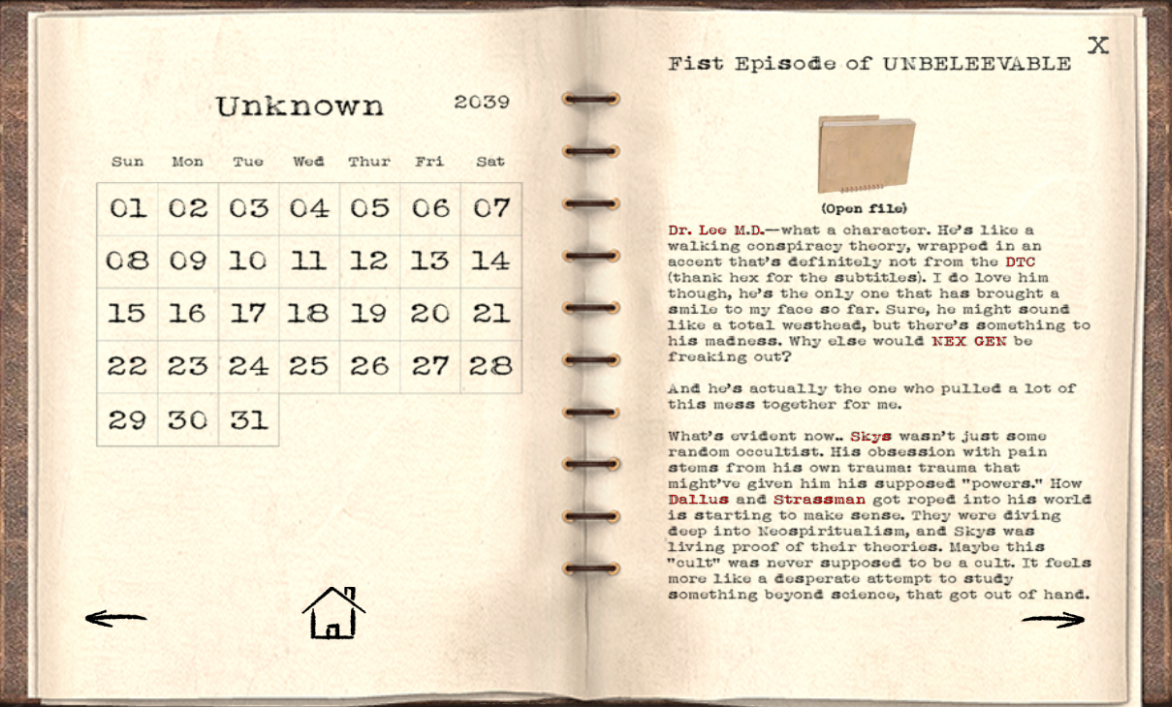 Unknown 2039
Sun Mon Tue Wed Thur Fri Sat
01 02 03 04 05 06 07
08 09 10 11 12 13 14
15 16 17 18 19 20 21
22 23 24 25 26 27 28
29 30 31
X
Fist Episode of UNBELEEVABLE
(Open file)
Dr. Lee M.D.—what a character. He's like a
walking conspiracy theory, wrapped in an
accent that's definitely not from the DTC
(thank hex for the subtitles). I do love him
though, he's the only one that has brought a
smile to my face so far. Sure, he might sound
like a total westhead, but there's something to
his madness. Why else would NEX GEN be
freaking out?
And he's actually the one who pulled a lot of
this mess together for me.
What's evident now.. Skys wasn't just some
random occultist. His obsession with pain
stems from his own trauma: trauma that
might've given him his supposed "powers." How
Dallus and Strassman got roped into his world
is starting to make sense. They were diving
deep into Neospiritualism, and Skys was
living proof of their theories. Maybe this
"cult" was never supposed to be a cult. It feels
more like a desperate attempt to study
something beyond science, that got out of hand.